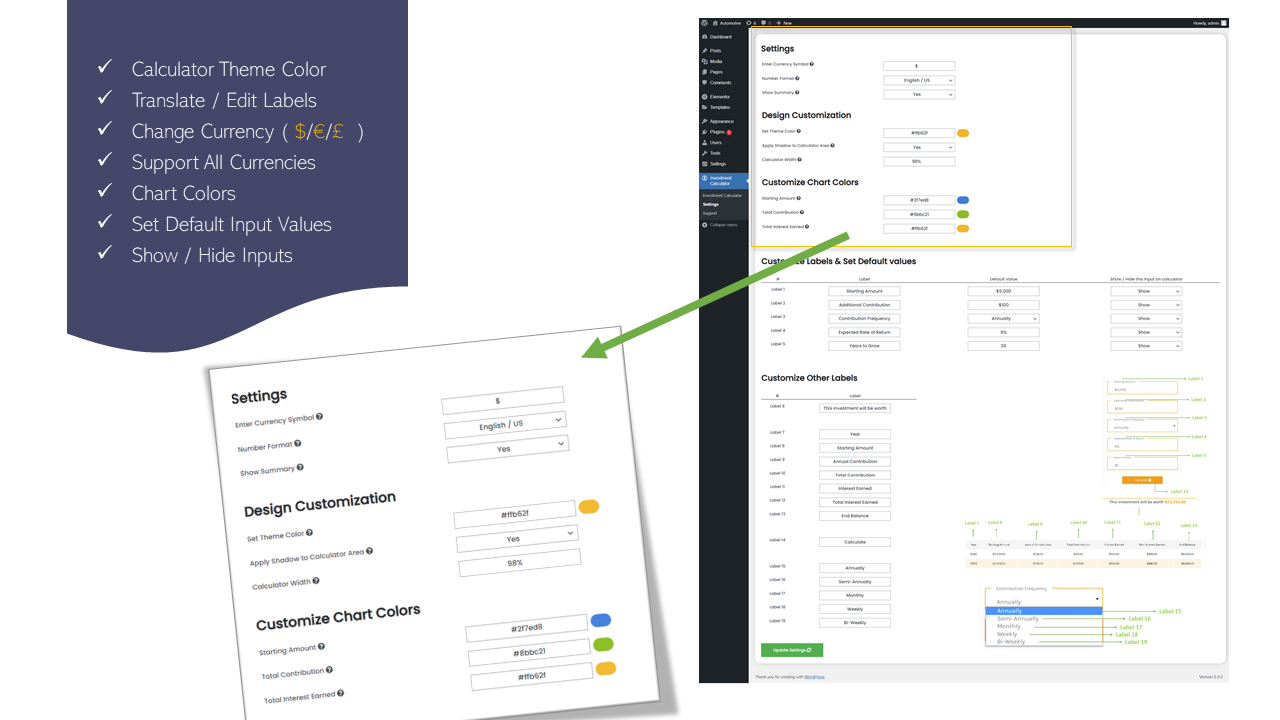 Calculator Theme Color
Translate / Edit Labels
Change Currency ( $/€/£ )
Support All Currencies
Chart Colors
Set Default Input Values
Show / Hide Inputs
Settings
Enter Currency Symbol
$
Number Format
English / US
Show Summary
Yes
Design Customization
Set Theme Color
#ffb62f
Apply Shadow to Calculator Area
Yes
Calculator Width
98%
Customize Chart Colors
Starting Amount
#2f7ed8
Total Contribution
#8bbc21
Total Interest Earned
#ffb62f
Automotive
New
Howdy, admin
Dashboard
Posts
Media
Pages
Comments
Elementor
Templates
Appearance
Plugins
Users
Tools
Settings
Investment
Calculator
Investment Calculator
Settings
Support
Collapse menu
Settings
Enter Currency Symbol
$
Number Format
English / US
Show Summary
Yes
Design Customization
Set Theme Color
#ffb62f
Apply Shadow to Calculator Area
Yes
Calculator Width
98%
Customize Chart Colors
Starting Amount
#2f7ed8
Total Contribution
#8bbc21
Total Interest Earned
#ffb62f
Customize Labels & Set Default values
# Label Default Value Show / Hide this input on calculator
Label 1 Starting Amount $5,000 Show
Label 2 Additional Contribution $100 Show
Label 3 Contribution Frequency Annually Show
Label 4 Expected Rate of Return 8% Show
Label 5 Years to Grow 20 Show
Customize Other Labels
# Label
Label 6 This investment will be worth
Label 7 Year
Label 8 Starting Amount
Label 9 Annual Contribution
Label 10 Total Contribution
Label 11 Interest Earned
Label 12 Total Interest Earned
Label 13 End Balance
Label 14 Calculate
Label 15 Annually
Label 16 Semi-Annually
Label 17 Monthly
Label 18 Weekly
Label 19 Bi-Weekly
Update Settings
Label 1
Label 2
Label 3
Annually
Label 4
Label 5
Label 14
This investment will be worth
Label 7 Label 8 Label 9 Label 10 Label 11 Label 12 Label 13
Contribution Frequency
Annually
Annually Label 15
Semi-Annually Label 16
Monthly Label 17
Weekly Label 18
Bi-Weekly Label 19
Thank you for creating with WordPress